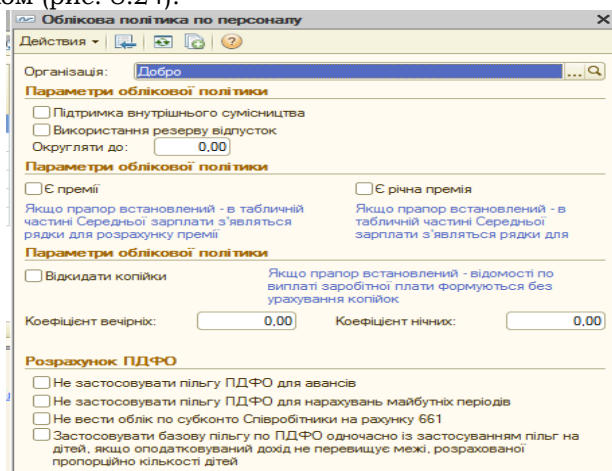 ом (рис. 8.24).
Облікова політика по персоналу
Действия
Організація: Добро
Параметри облікової політики
Підтримка внутрішнього сумісництва
Використання резерву відпусток
Округляти до: 0,00
Параметри облікової політики
Є премії
Є річна премія
Якщо прапор встановлений - в табличній
частині Середньої зарплати з'являться
рядки для розрахунку премії
Якщо прапор встановлений - в
табличній частині Середньої
зарплати з'являться рядки для
Параметри облікової політики
Відкидати копійки
Якщо прапор встановлений - відомості по
виплаті заробітної плати формуються без
урахування копійок
Коефіцієнт вечірніх: 0,00 Коефіцієнт нічних: 0,00
Розрахунок ПДФО
Не застосовувати пільгу ПДФО для авансів
Не застосовувати пільгу ПДФО для нарахувань майбутніх періодів
Не вести облік по субконто Співробітники на рахунку 661
Застосовувати базову пільгу по ПДФО одночасно із застосуванням пільг на
дітей, якщо оподатковуваний дохід не перевищує межі, розрахованої
пропорційно кількості дітей